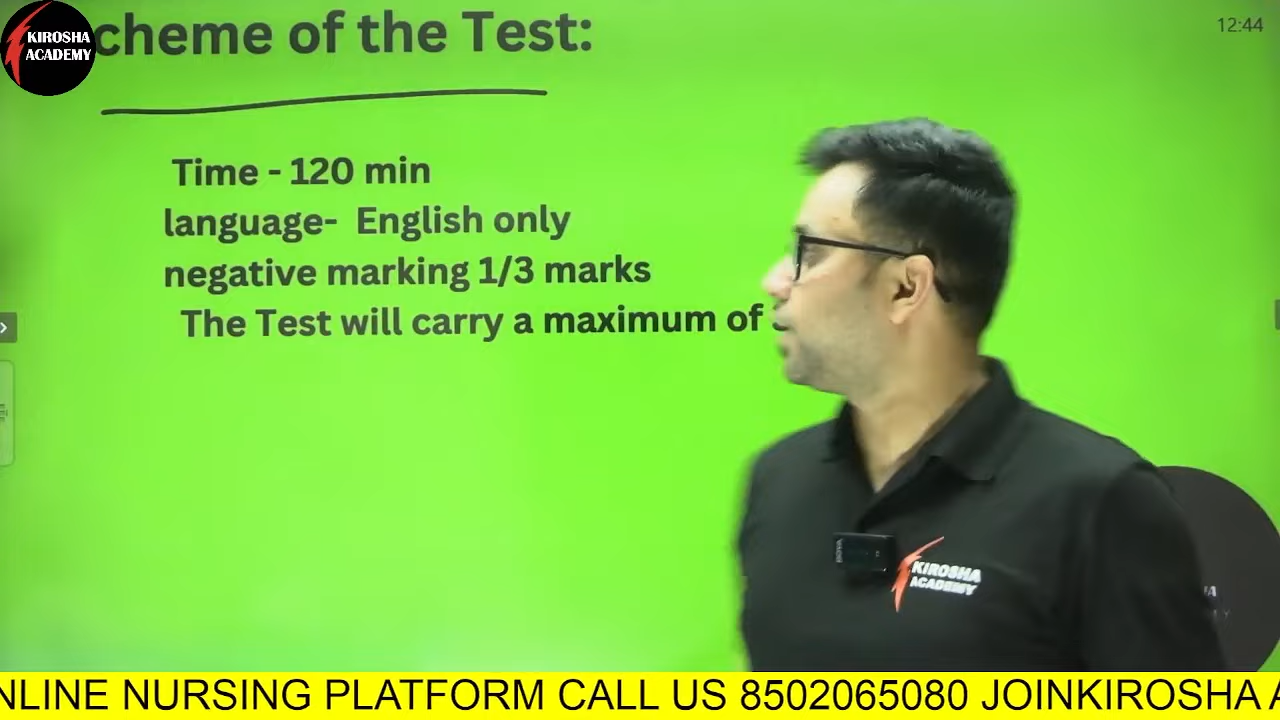 KIROSHA
ACADEMY
cheme of the Test:
12:44
Time - 120 min
language- English only
negative marking 1/3 marks
The Test will carry a maximum of
KIROSHA
ACADEMY
NLINE NURSING PLATFORM CALL US 8502065080 JOINKIROSHA A